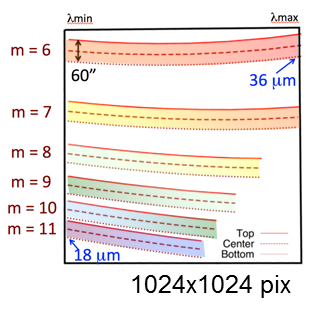 λmin
λmax
m = 6
60”
36 μm
m = 7
m = 8
m = 9
m = 10
m = 11
Top
Center
Bottom
18 μm
1024x1024 pix